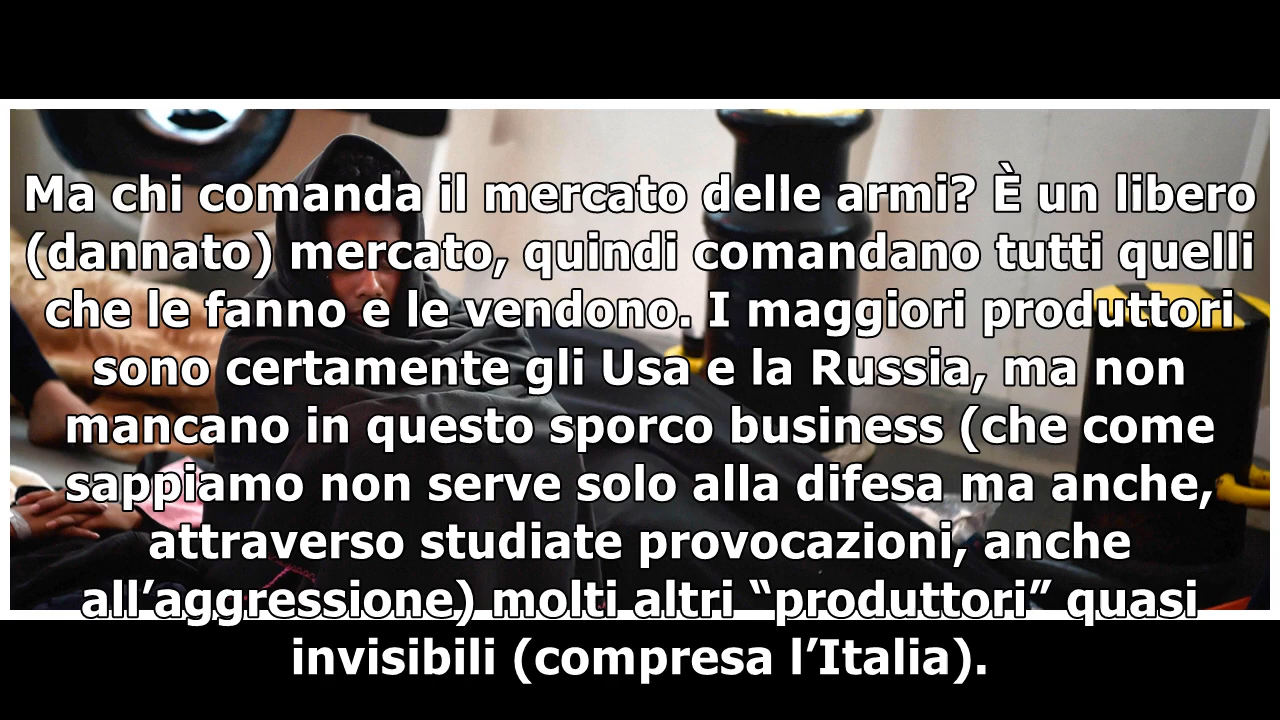 Ma chi comanda il mercato delle armi? È un libero
(dannato) mercato, quindi comandano tutti quelli
che le fanno e le vendono. I maggiori produttori
sono certamente gli Usa e la Russia, ma non
mancano in questo sporco business (che come
sappiamo non serve solo alla difesa ma anche,
attraverso studiate provocazioni, anche
all’aggressione) molti altri “produttori” quasi
invisibili (compresa l’Italia).